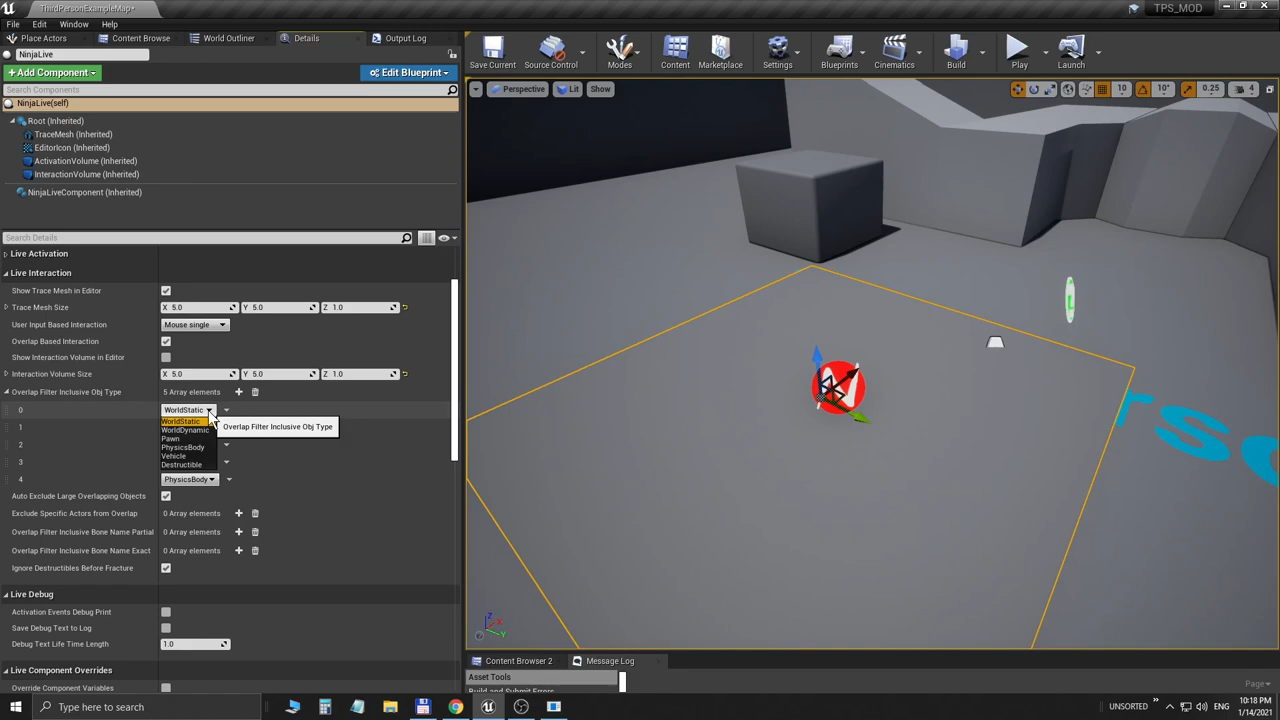 ThirdPersonExampleMap*
TPS_MOD
File Edit Window Help
Place Actors Content Browser World Outliner Details Output Log
NinjaLive
+Add Component Edit Blueprint
Search Components
NinjaLive(self)
Root (Inherited)
TraceMesh (Inherited)
EditorIcon (Inherited)
ActivationVolume (Inherited)
InteractionVolume (Inherited)
NinjaLiveComponent (Inherited)
Search Details
Live Activation
Live Interaction
Show Trace Mesh in Editor
Trace Mesh Size X 5.0 Y 5.0 Z 1.0
User Input Based Interaction Mouse single
Overlap Based Interaction
Show Interaction Volume in Editor
Interaction Volume Size X 5.0 Y 5.0 Z 1.0
Overlap Filter Inclusive Obj Type 5 Array elements
0 WorldStatic
WorldStatic
WorldDynamic
Pawn
PhysicsBody
Vehicle
Destructible
Overlap Filter Inclusive Obj Type
1
2
3
4 PhysicsBody
Auto Exclude Large Overlapping Objects
Exclude Specific Actors from Overlap 0 Array elements
Overlap Filter Inclusive Bone Name Partial 0 Array elements
Overlap Filter Inclusive Bone Name Exact 0 Array elements
Ignore Destructibles Before Fracture
Live Debug
Activation Events Debug Print
Save Debug Text to Log
Debug Text Life Time Length 1.0
Live Component Overrides
Override Component Variables
Save Current Source Control Modes Content Marketplace Settings Blueprints Cinematics Build Play Launch
Perspective Lit Show
10 10° 0.25 4
Z
X
Y
Content Browser 2 Message Log
Asset Tools
Build and Submit Errors
Page
Type here to search
UNSORTED » ENG 10:18 PM
1/14/2021